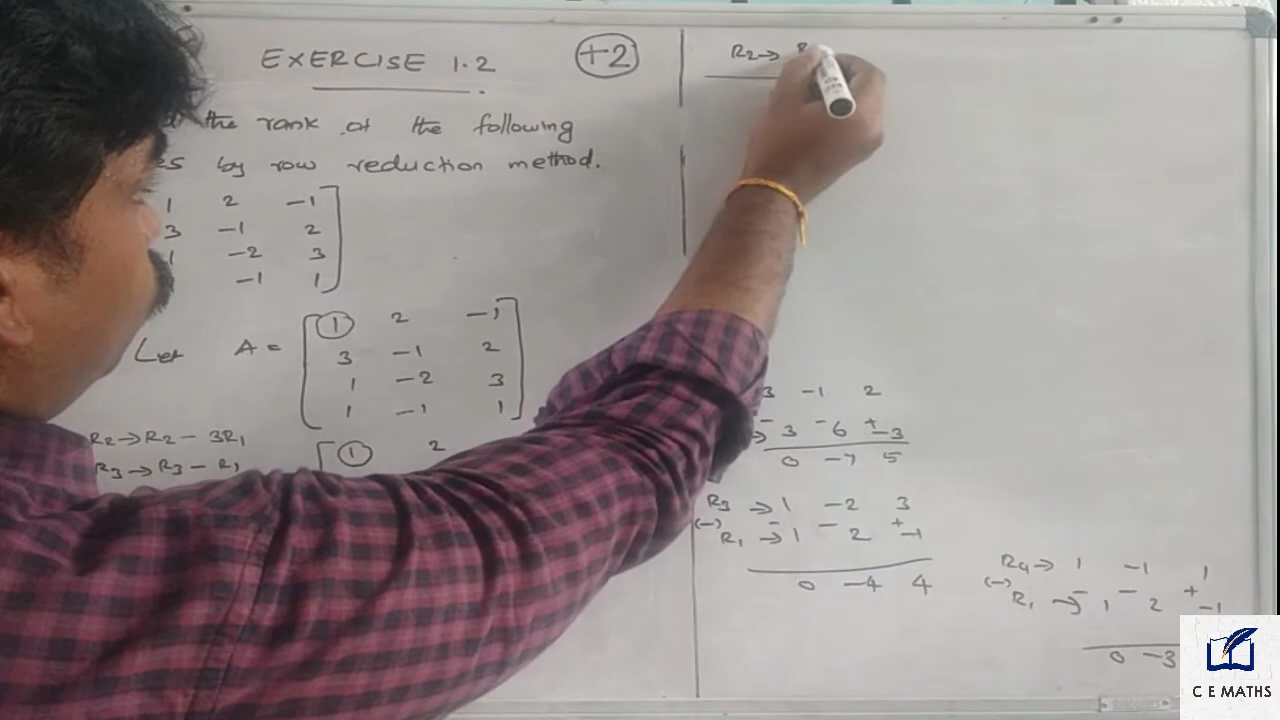 EXERCISE 1.2 +2
the rank of the following
by row reduction method.
1 2 -1
3 -1 2
1 -2 3
-1 1
Let A = 1 2 -1
3 -1 2
1 -2 3
1 -1 1
R2→R2-3R1 1 2
R3→R3-R1
R2→
3 -1 2
- - +
→ 3 6 -3
0 -7 5
R3 → 1 -2 3
(-) - - +
R1 → 1 2 -1
0 -4 4
R4→ 1 -1 1
(-) - - +
R1 → 1 2 -1
0 -3
C E MATHS